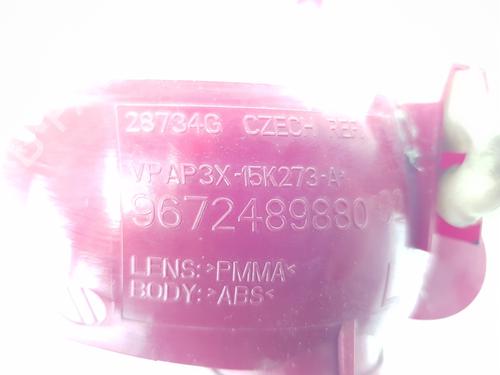 28734G CZECH REP.
VPAP3X-15K273-A
9672489880
LENS:>PMMA<
BODY:>ABS<
L